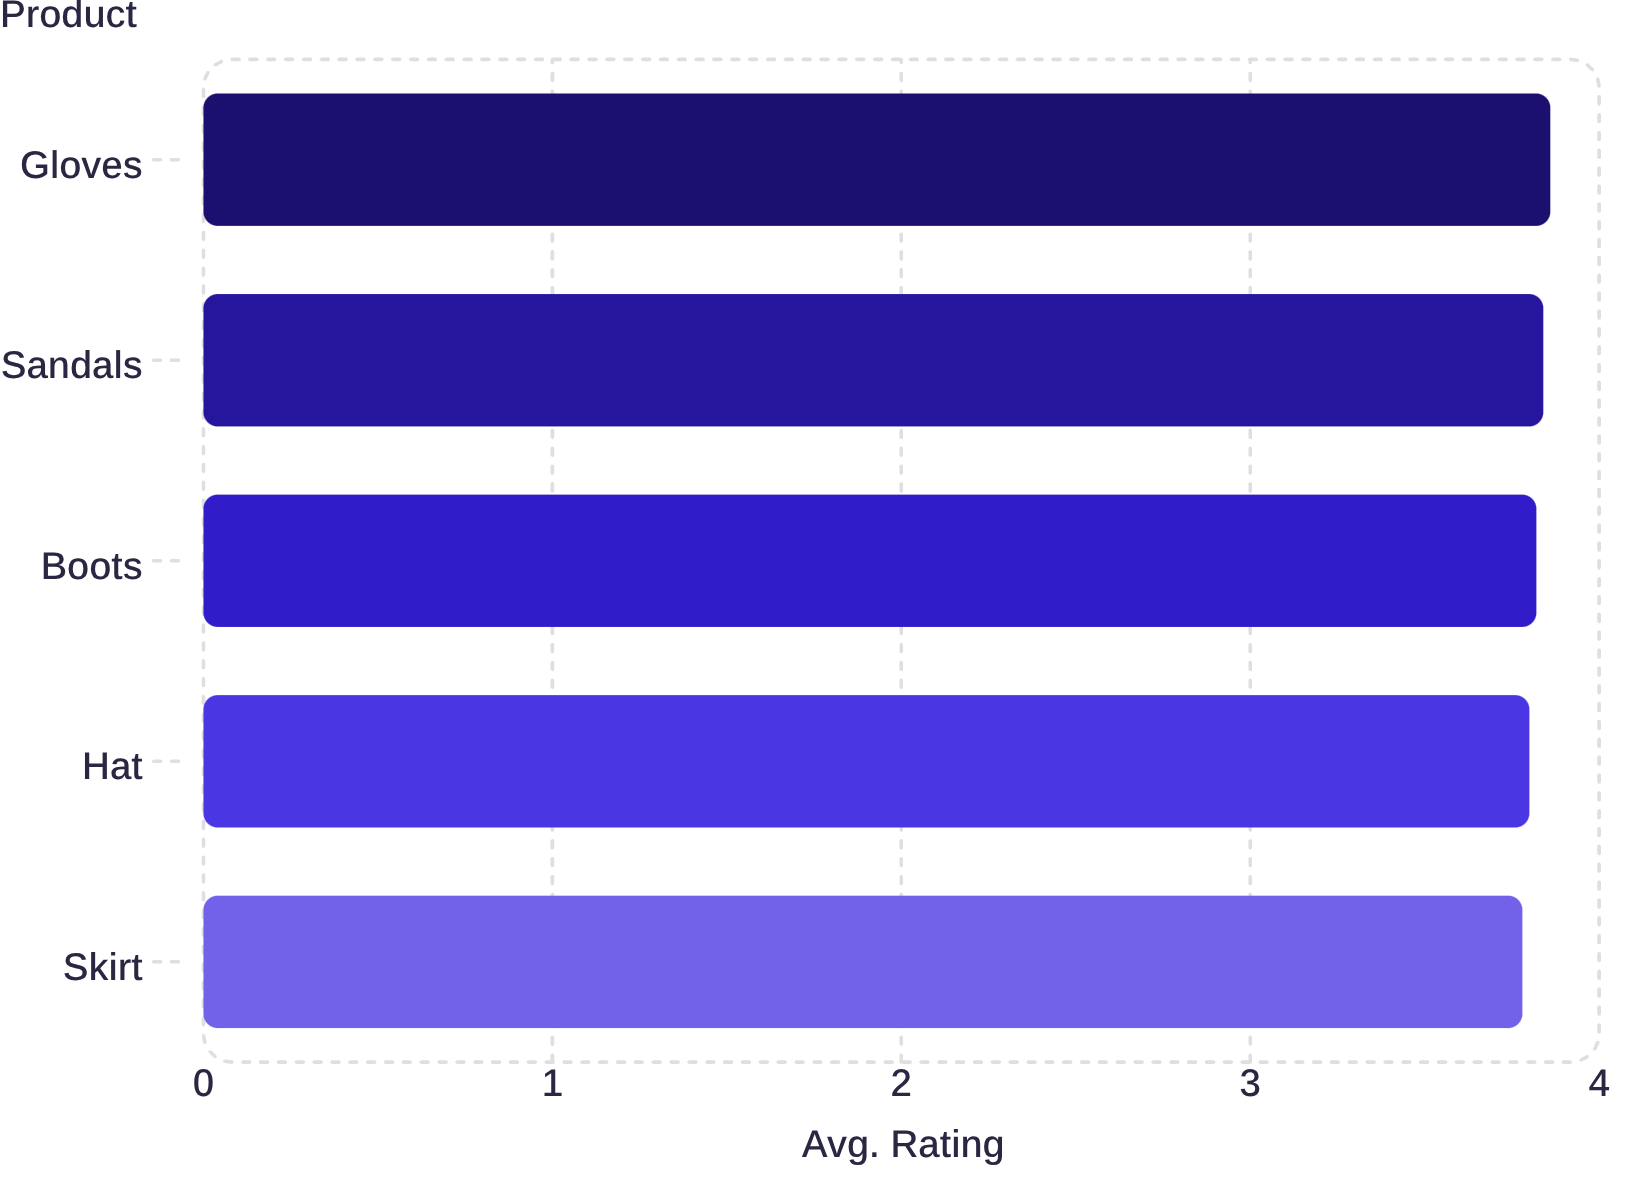 Product
Gloves
Sandals
Boots
Hat
Skirt
0 1 2 3 4
Avg. Rating